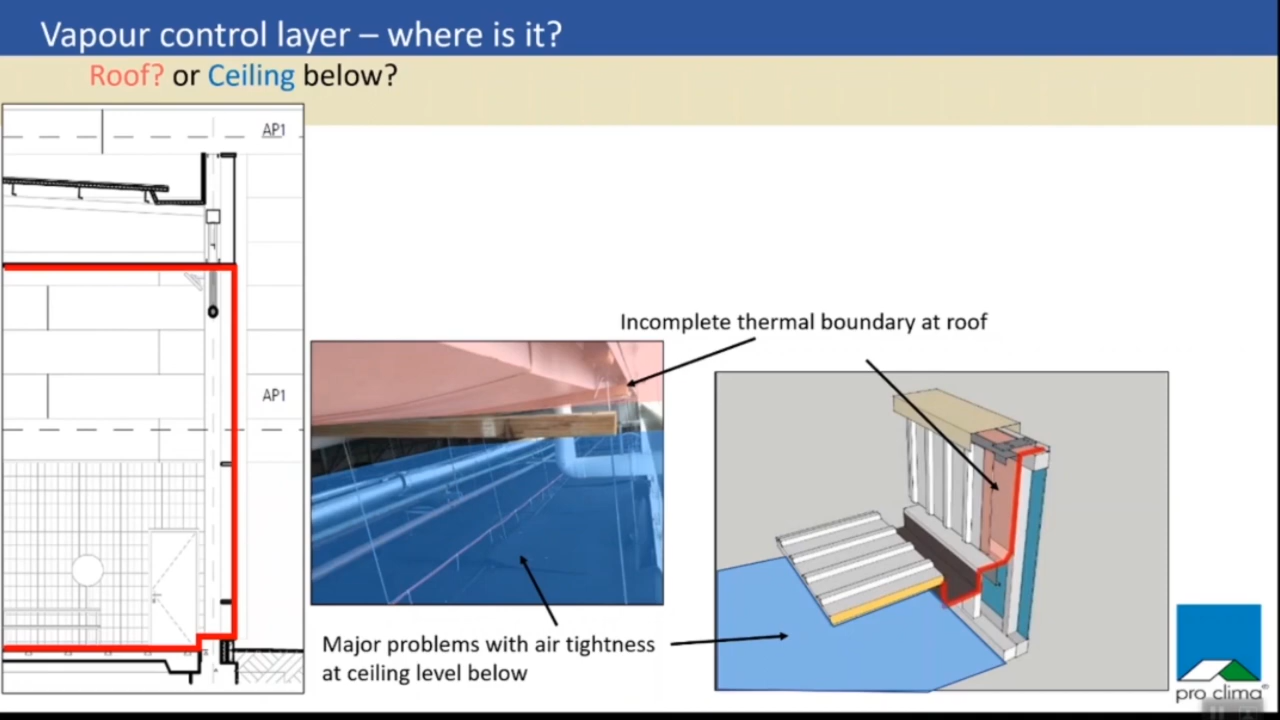 Vapour control layer – where is it?
Roof? or Ceiling below?
AP1
AP1
Incomplete thermal boundary at roof
Major problems with air tightness
at ceiling level below
pro clima®